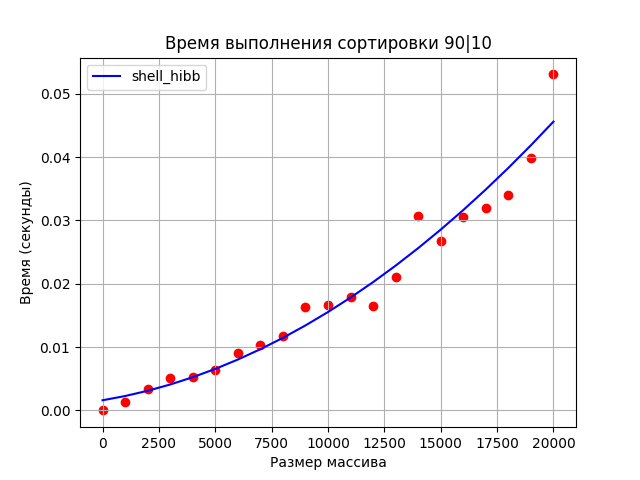 Время выполнения сортировки 90|10
shell_hibb
Время (секунды)
0.05
0.04
0.03
0.02
0.01
0.00
0 2500 5000 7500 10000 12500 15000 17500 20000
Размер массива